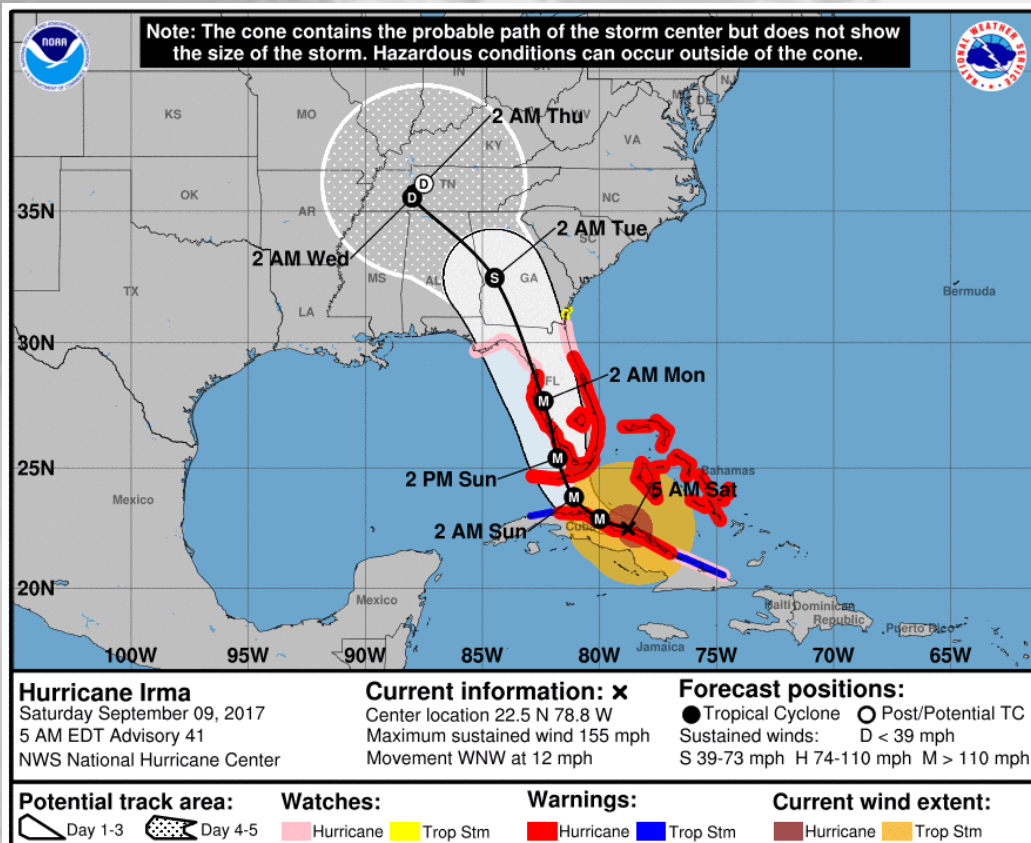 Note: The cone contains the probable path of the storm center but does not show
the size of the storm. Hazardous conditions can occur outside of the cone.
NOAA
NATIONAL WEATHER SERVICE
IN
NJ
MD
DE
KS
MO
2 AM Thu
WV
KY
VA
D
D
TN
OK
NC
AR
35N
2 AM Tue
SC
2 AM Wed
S
MS
AL
GA
TX
Bermuda
LA
30N
FL
2 AM Mon
M
25N
M
2 PM Sun
Bahamas
5 AM Sat
M
M
Mexico
2 AM Sun
Cuba
20N
Mexico
Haiti
Dominican
Republic
Puerto Rico
Jamaica
100W 95W 90W 85W 80W 75W 70W 65W
Hurricane Irma
Saturday September 09, 2017
5 AM EDT Advisory 41
NWS National Hurricane Center
Current information: x
Center location 22.5 N 78.8 W
Maximum sustained wind 155 mph
Movement WNW at 12 mph
Forecast positions:
Tropical Cyclone Post/Potential TC
Sustained winds: D < 39 mph
S 39-73 mph H 74-110 mph M > 110 mph
Potential track area:
Day 1-3 Day 4-5
Watches:
Hurricane Trop Stm
Warnings:
Hurricane Trop Stm
Current wind extent:
Hurricane Trop Stm